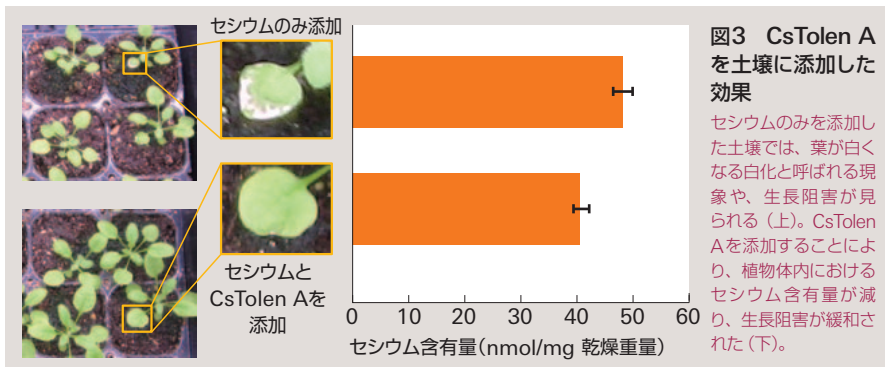 セシウムのみ添加
セシウムと
CsTolen Aを
添加
0 10 20 30 40 50 60
セシウム含有量(nmol/mg 乾燥重量)
図3 CsTolen A
を土壌に添加した
効果
セシウムのみを添加し
た土壌では、葉が白く
なる白化と呼ばれる現
象や、生長阻害が見
られる（上）。CsTolen
Aを添加することによ
り、植物体内における
セシウム含有量が減
り、生長阻害が緩和さ
れた（下）。